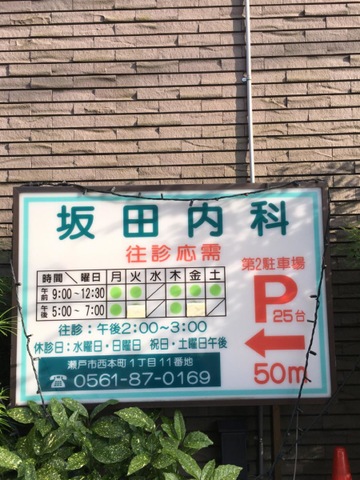 坂田内科
往診応需
時間／曜日 月 火 水 木 金 土
午前 9:00～12:30
午後 5:00～7:00
往診：午後2:00～3:00
休診日：水曜日・日曜日 祝日・土曜日午後
瀬戸市西本町1丁目11番地
☎ 0561-87-0169
第2駐車場
P
25台
←
50m